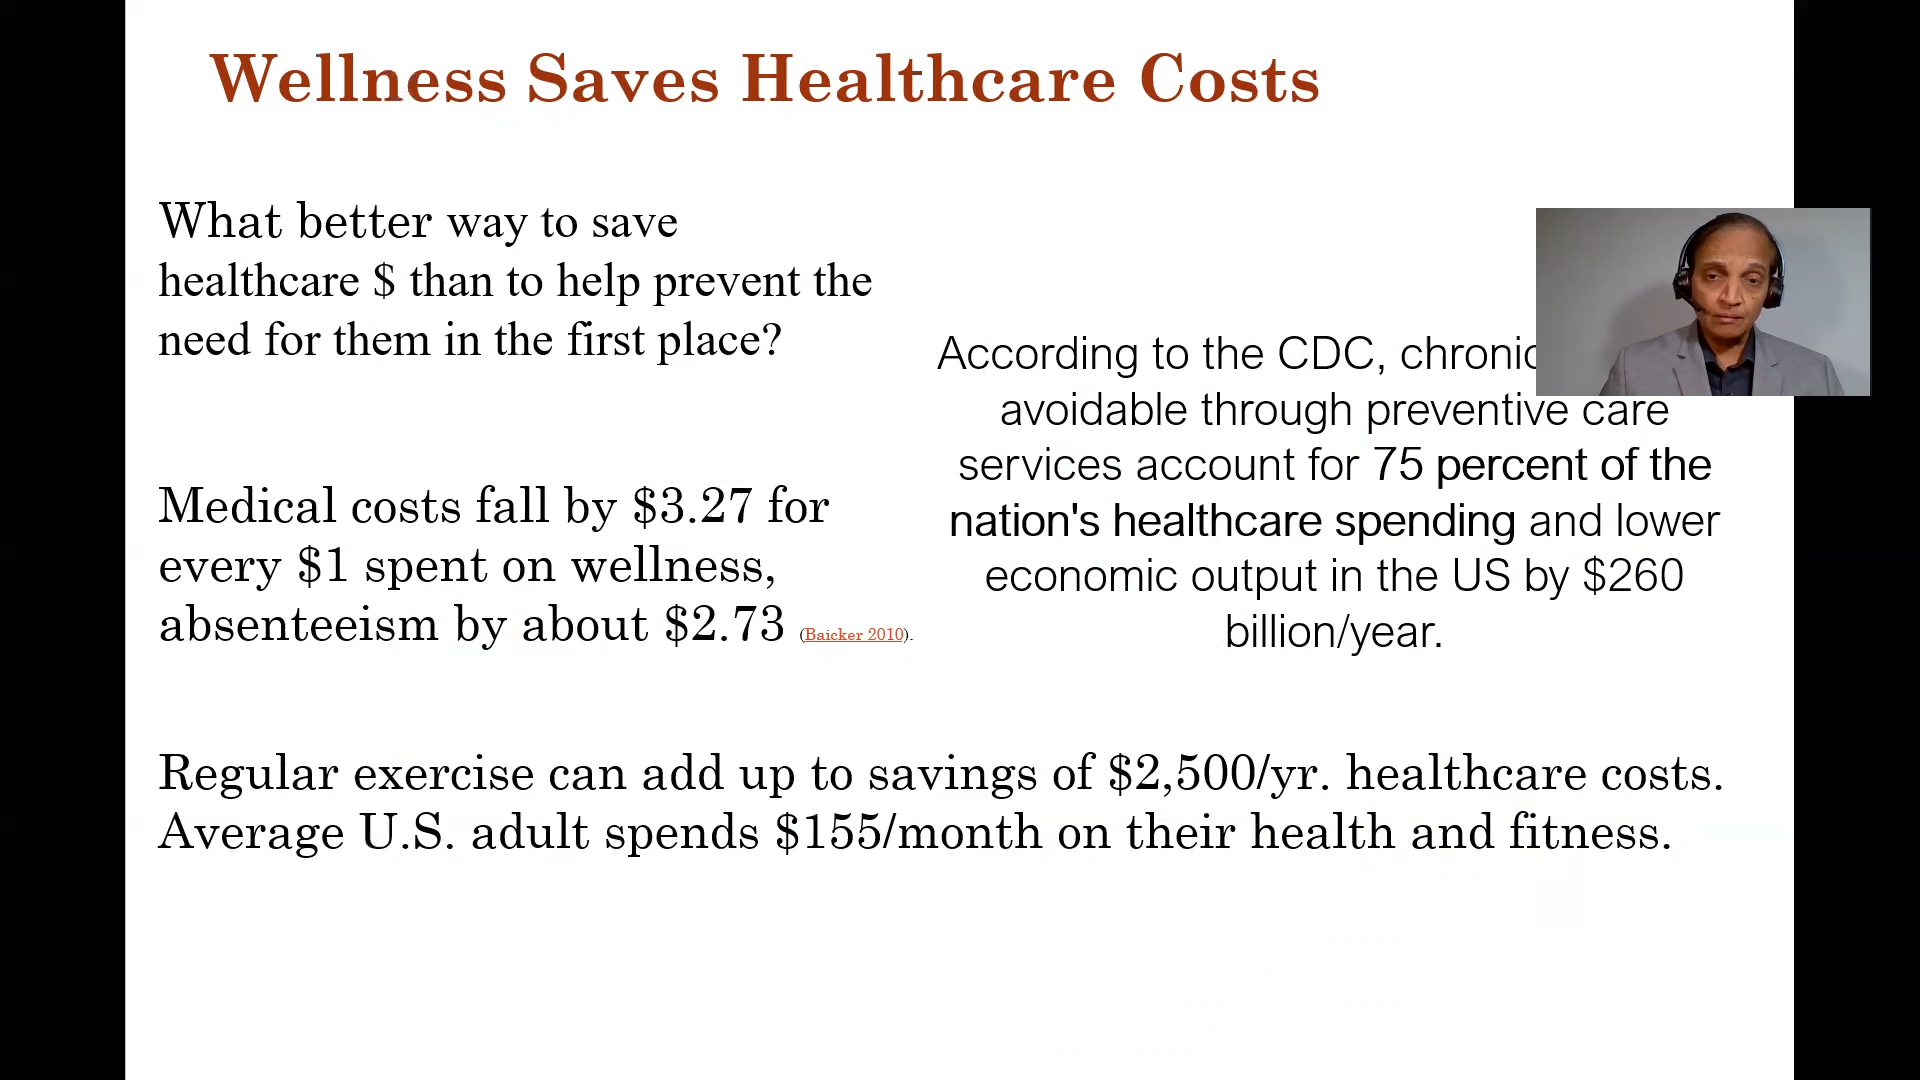 Wellness Saves Healthcare Costs
What better way to save
healthcare $ than to help prevent the
need for them in the first place?
Medical costs fall by $3.27 for
every $1 spent on wellness,
absenteeism by about $2.73 (Baicker 2010).
According to the CDC, chronic
avoidable through preventive care
services account for 75 percent of the
nation's healthcare spending and lower
economic output in the US by $260
billion/year.
Regular exercise can add up to savings of $2,500/yr. healthcare costs.
Average U.S. adult spends $155/month on their health and fitness.